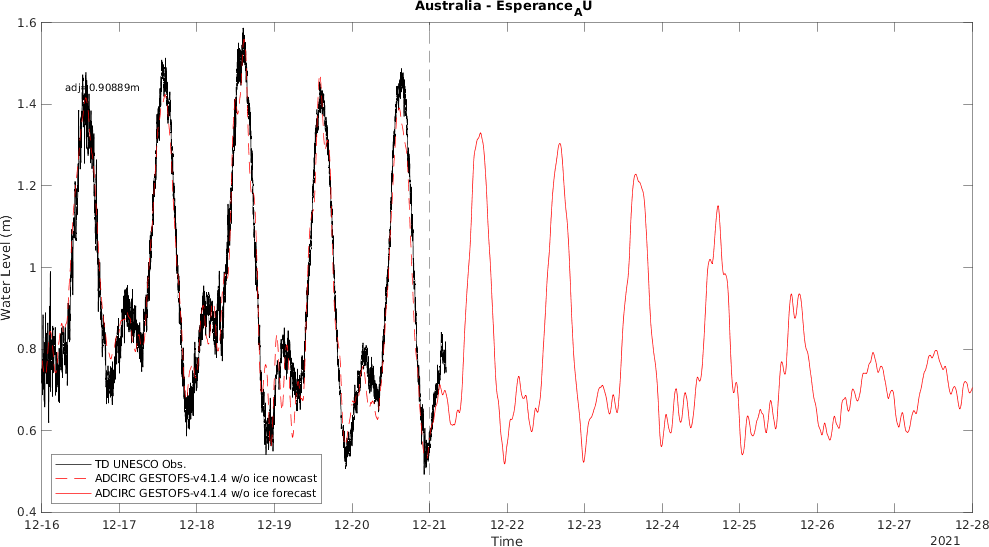 Australia - Esperance_AU
1.6
1.4
1.2
1
0.8
0.6
0.4
Water Level (m)
adj=0.90889m
TD UNESCO Obs.
ADCIRC GESTOFS-v4.1.4 w/o ice nowcast
ADCIRC GESTOFS-v4.1.4 w/o ice forecast
12-16 12-17 12-18 12-19 12-20 12-21 12-22 12-23 12-24 12-25 12-26 12-27 12-28
Time
2021